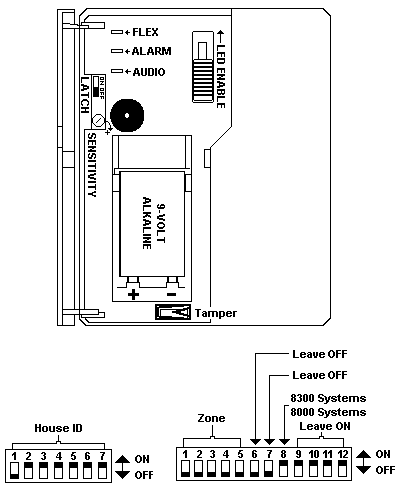 FLEX
ALARM
AUDIO
LED ENABLE
ON OFF
LATCH
SENSITIVITY
9-VOLT
ALKALINE
+ −
Tamper
Leave OFF
Leave OFF
8300 Systems
8000 Systems
House ID
Zone
Leave ON
1 2 3 4 5 6 7
ON
OFF
1 2 3 4 5 6 7 8 9 10 11 12
ON
OFF